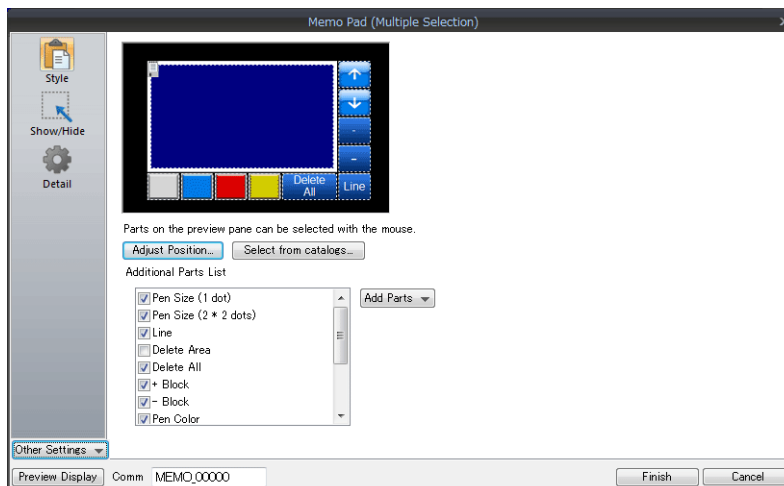 Memo Pad (Multiple Selection)
Style
Show/Hide
Detail
Delete
All
Line
Parts on the preview pane can be selected with the mouse.
Adjust Position...
Select from catalogs...
Additional Parts List
Pen Size (1 dot)
Pen Size (2 * 2 dots)
Line
Delete Area
Delete All
+ Block
- Block
Pen Color
Add Parts
Other Settings
Preview Display
Comm MEMO_00000
Finish
Cancel